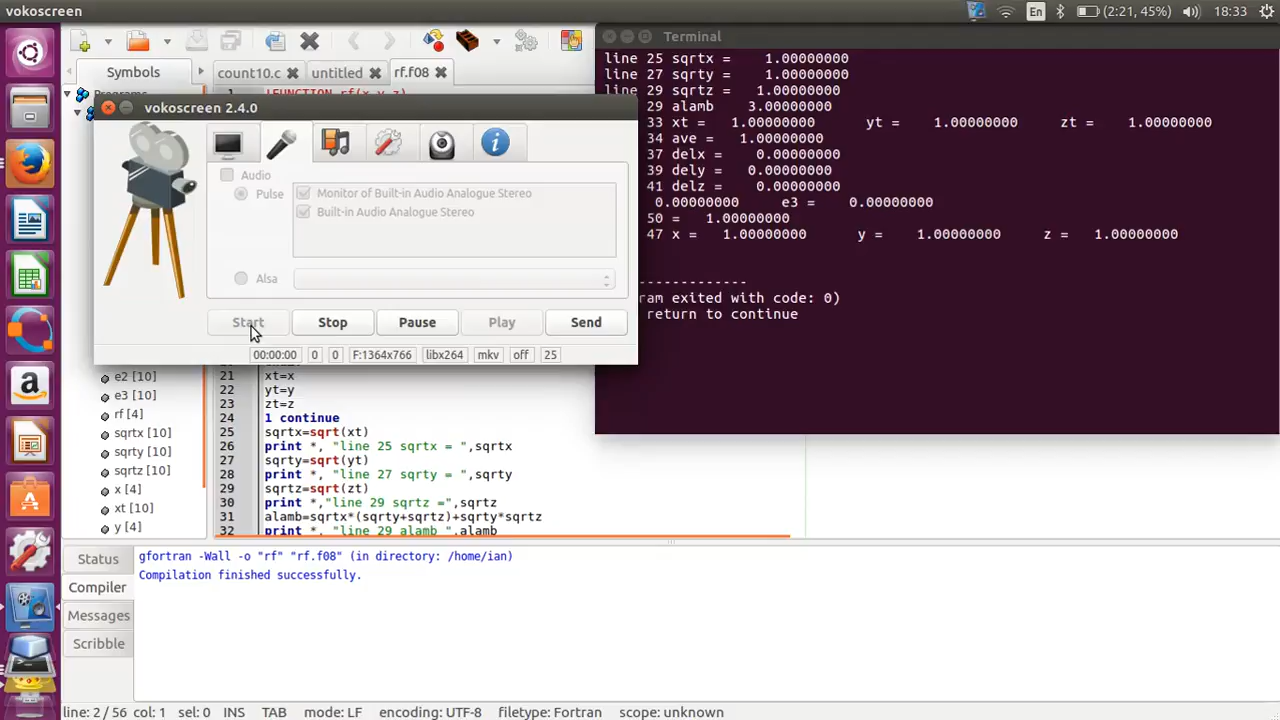 vokoscreen
En
(2:21, 45%)
18:33
Terminal
Symbols
count10.c
untitled
rf.f08
!FUNCTION rf(x,y,z)
Programs
vokoscreen 2.4.0
Audio
Pulse
Monitor of Built-in Audio Analogue Stereo
Built-in Audio Analogue Stereo
Alsa
Start
Stop
Pause
Play
Send
00:00:00
0
0
F:1364x766
libx264
mkv
off
25
line 25 sqrtx = 1.00000000
line 27 sqrty = 1.00000000
line 29 sqrtz = 1.00000000
29 alamb 3.00000000
33 xt = 1.00000000 yt = 1.00000000 zt = 1.00000000
34 ave = 1.00000000
37 delx = 0.00000000
39 dely = 0.00000000
41 delz = 0.00000000
0.00000000 e3 = 0.00000000
50 = 1.00000000
47 x = 1.00000000 y = 1.00000000 z = 1.00000000
-------------
ram exited with code: 0)
return to continue
e2 [10]
e3 [10]
rf [4]
sqrtx [10]
sqrty [10]
sqrtz [10]
x [4]
xt [10]
y [4]
21 xt=x
22 yt=y
23 zt=z
24 1 continue
25 sqrtx=sqrt(xt)
26 print *, "line 25 sqrtx = ",sqrtx
27 sqrty=sqrt(yt)
28 print *, "line 27 sqrty = ",sqrty
29 sqrtz=sqrt(zt)
30 print *,"line 29 sqrtz =",sqrtz
31 alamb=sqrtx*(sqrty+sqrtz)+sqrty*sqrtz
32 print *, "line 29 alamb ",alamb
Status
Compiler
Messages
Scribble
gfortran -Wall -o "rf" "rf.f08" (in directory: /home/ian)
Compilation finished successfully.
line: 2 / 56 col: 1 sel: 0 INS TAB mode: LF encoding: UTF-8 filetype: Fortran scope: unknown